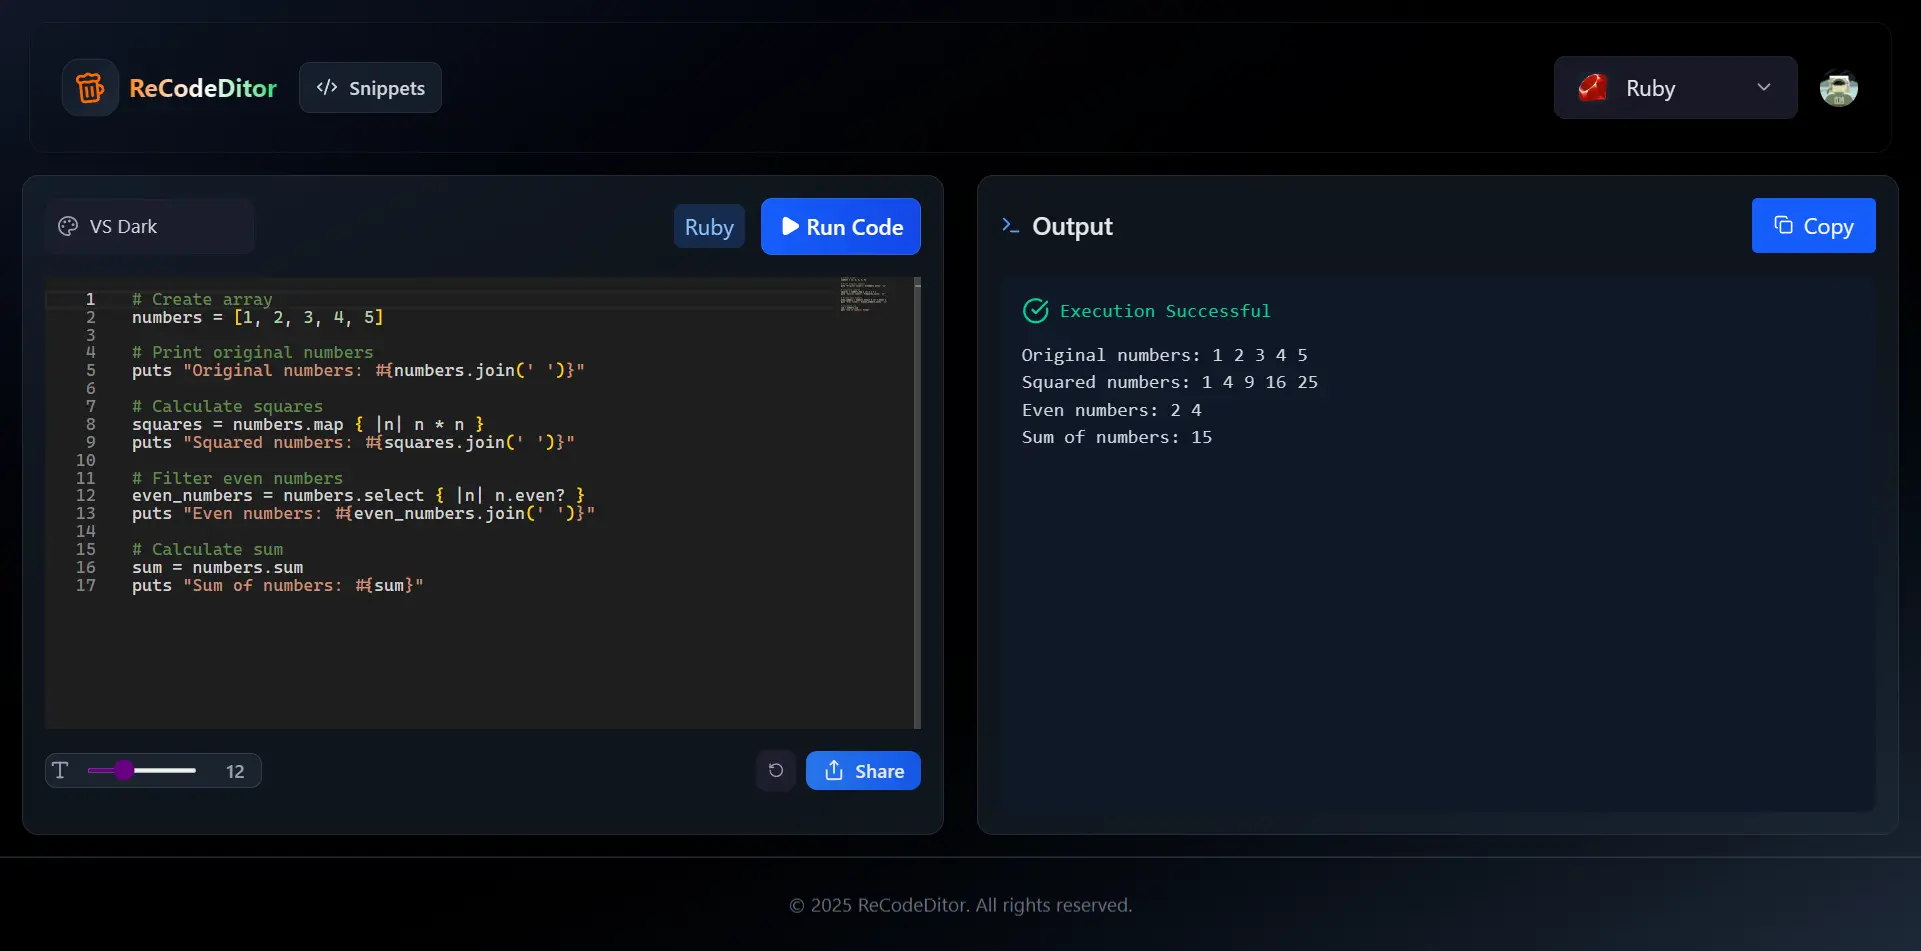 ReCodeDitor
</> Snippets
Ruby
VS Dark
Ruby
Run Code
1 # Create array
2 numbers = [1, 2, 3, 4, 5]
3
4 # Print original numbers
5 puts "Original numbers: #{numbers.join(' ')}"
6
7 # Calculate squares
8 squares = numbers.map { |n| n * n }
9 puts "Squared numbers: #{squares.join(' ')}"
10
11 # Filter even numbers
12 even_numbers = numbers.select { |n| n.even? }
13 puts "Even numbers: #{even_numbers.join(' ')}"
14
15 # Calculate sum
16 sum = numbers.sum
17 puts "Sum of numbers: #{sum}"
12
Share
Output
Copy
Execution Successful
Original numbers: 1 2 3 4 5
Squared numbers: 1 4 9 16 25
Even numbers: 2 4
Sum of numbers: 15
© 2025 ReCodeDitor. All rights reserved.